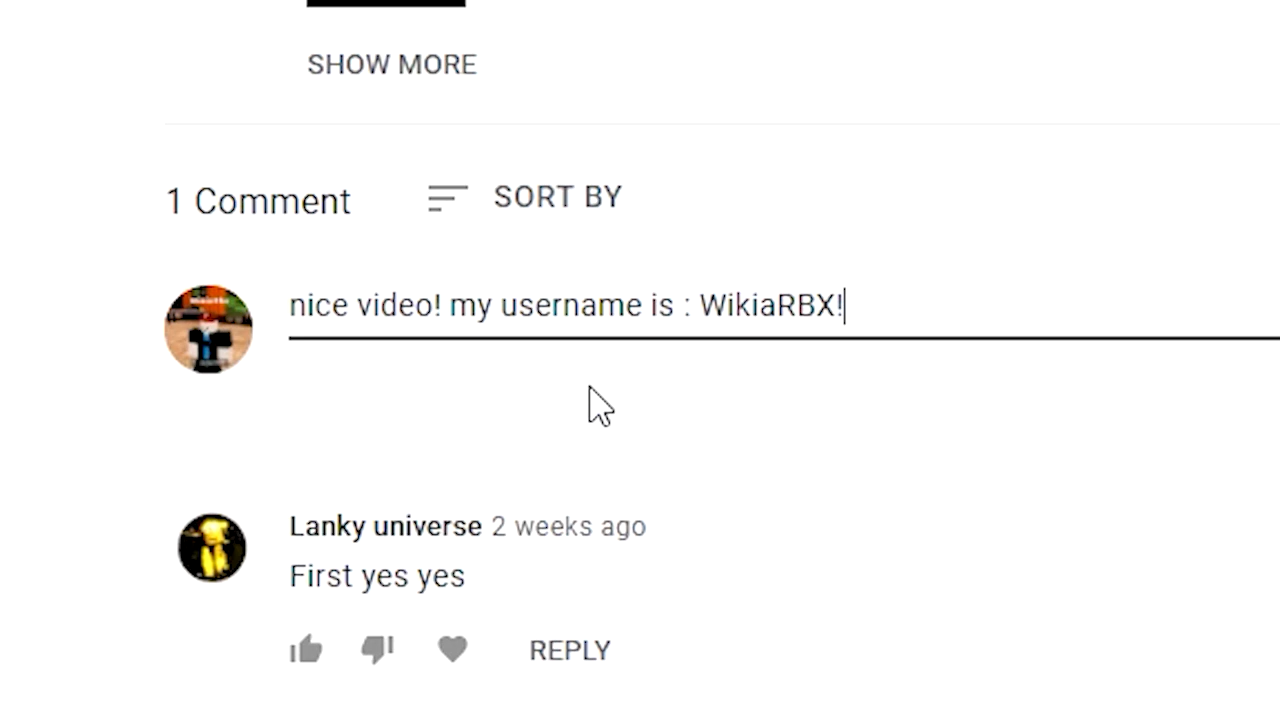 SHOW MORE
1 Comment
SORT BY
nice video! my username is : WikiaRBX!
Lanky universe 2 weeks ago
First yes yes
REPLY